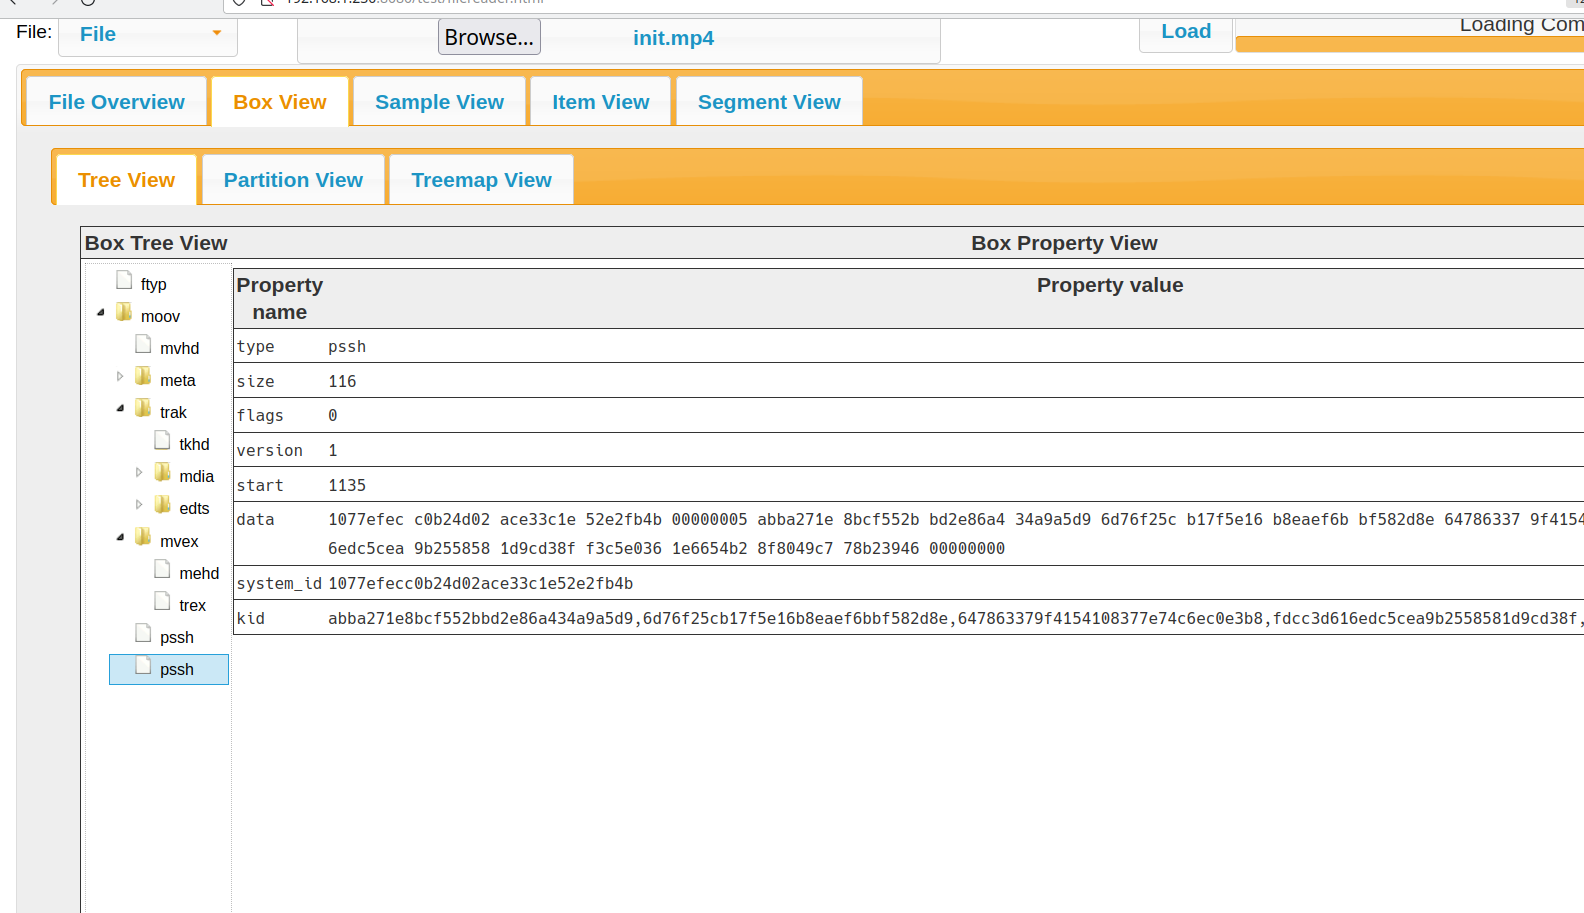 File:
File
Browse...
init.mp4
Load
Loading Com
File Overview
Box View
Sample View
Item View
Segment View
Tree View
Partition View
Treemap View
Box Tree View
Box Property View
ftyp
moov
mvhd
meta
trak
tkhd
mdia
edts
mvex
mehd
trex
pssh
pssh
Property name
Property value
type pssh
size 116
flags 0
version 1
start 1135
data 1077efec c0b24d02 ace33c1e 52e2fb4b 00000005 abba271e 8bcf552b bd2e86a4 34a9a5d9 6d76f25c b17f5e16 b8eaef6b bf582d8e 64786337 9f4154
6edc5cea 9b255858 1d9cd38f f3c5e036 1e6654b2 8f8049c7 78b23946 00000000
system_id 1077efecc0b24d02ace33c1e52e2fb4b
kid abba271e8bcf552bbd2e86a434a9a5d9,6d76f25cb17f5e16b8eaef6bbf582d8e,647863379f4154108377e74c6ec0e3b8,fdcc3d616edc5cea9b2558581d9cd38f,